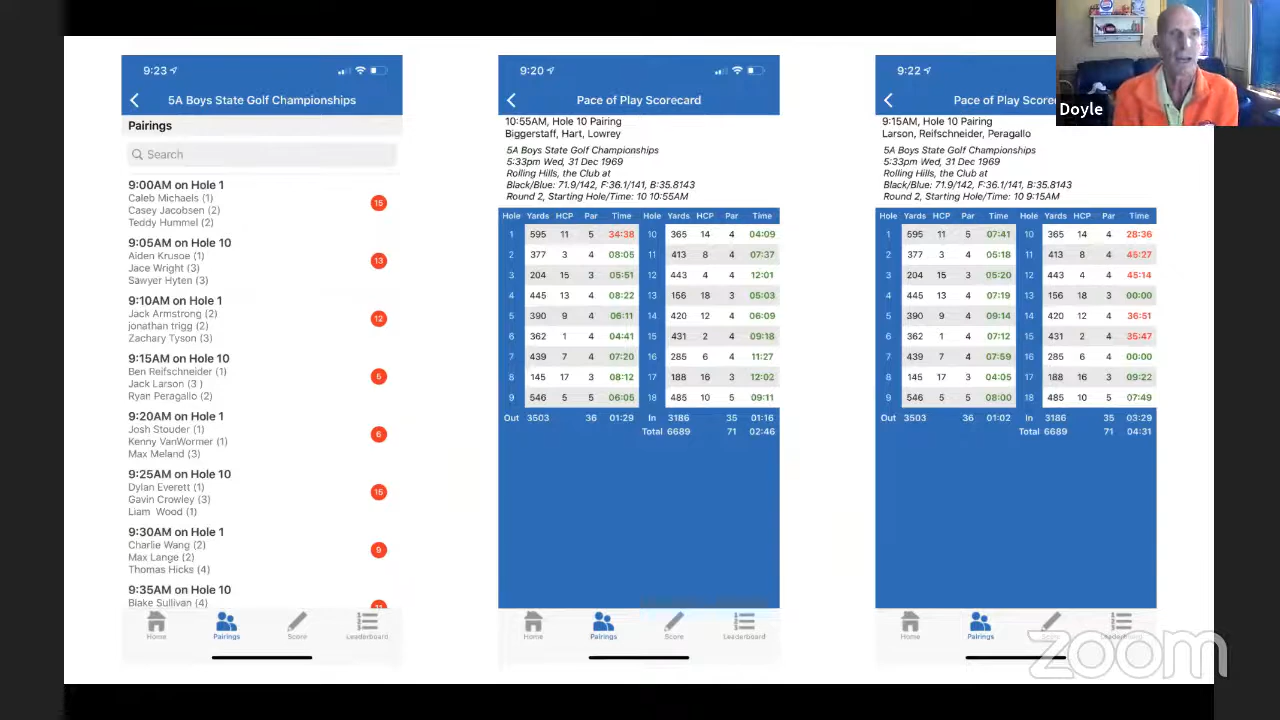 9:23
5A Boys State Golf Championships
Pairings
Search
9:00AM on Hole 1
Caleb Michaels (1)
Casey Jacobsen (2)
Teddy Hummel (2)
15
9:05AM on Hole 10
Aiden Krusoe (1)
Jace Wright (3)
Sawyer Hyten (3)
13
9:10AM on Hole 1
Jack Armstrong (2)
jonathan trigg (2)
Zachary Tyson (3)
12
9:15AM on Hole 10
Ben Reifschneider (1)
Jack Larson (3 )
Ryan Peragallo (2)
5
9:20AM on Hole 1
Josh Stouder (1)
Kenny VanWormer (1)
Max Meland (3)
6
9:25AM on Hole 10
Dylan Everett (1)
Gavin Crowley (3)
Liam Wood (1)
15
9:30AM on Hole 1
Charlie Wang (2)
Max Lange (2)
Thomas Hicks (4)
9
9:35AM on Hole 10
Blake Sullivan (4)
11
Home Pairings Score Leaderboard
9:20
Pace of Play Scorecard
10:55AM, Hole 10 Pairing
Biggerstaff, Hart, Lowrey
5A Boys State Golf Championships
5:33pm Wed, 31 Dec 1969
Rolling Hills, the Club at
Black/Blue: 71.9/142, F:36.1/141, B:35.8143
Round 2, Starting Hole/Time: 10 10:55AM
Hole Yards HCP Par Time Hole Yards HCP Par Time
1 595 11 5 34:38 10 365 14 4 04:09
2 377 3 4 08:05 11 413 8 4 07:37
3 204 15 3 05:51 12 443 4 4 12:01
4 445 13 4 08:22 13 156 18 3 05:03
5 390 9 4 06:11 14 420 12 4 06:09
6 362 1 4 04:41 15 431 2 4 09:18
7 439 7 4 07:20 16 285 6 4 11:27
8 145 17 3 08:12 17 188 16 3 12:02
9 546 5 5 06:05 18 485 10 5 09:11
Out 3503 36 01:29 In 3186 35 01:16
Total 6689 71 02:46
Home Pairings Score Leaderboard
9:22
Pace of Play Score
9:15AM, Hole 10 Pairing
Larson, Reifschneider, Peragallo
5A Boys State Golf Championships
5:33pm Wed, 31 Dec 1969
Rolling Hills, the Club at
Black/Blue: 71.9/142, F:36.1/141, B:35.8143
Round 2, Starting Hole/Time: 10 9:15AM
Hole Yards HCP Par Time Hole Yards HCP Par Time
1 595 11 5 07:41 10 365 14 4 28:36
2 377 3 4 05:18 11 413 8 4 45:27
3 204 15 3 05:20 12 443 4 4 45:14
4 445 13 4 07:19 13 156 18 3 00:00
5 390 9 4 09:14 14 420 12 4 36:51
6 362 1 4 07:12 15 431 2 4 35:47
7 439 7 4 07:59 16 285 6 4 00:00
8 145 17 3 04:05 17 188 16 3 09:22
9 546 5 5 08:00 18 485 10 5 07:49
Out 3503 36 01:02 In 3186 35 03:29
Total 6689 71 04:31
Home Pairings
Doyle
zoom